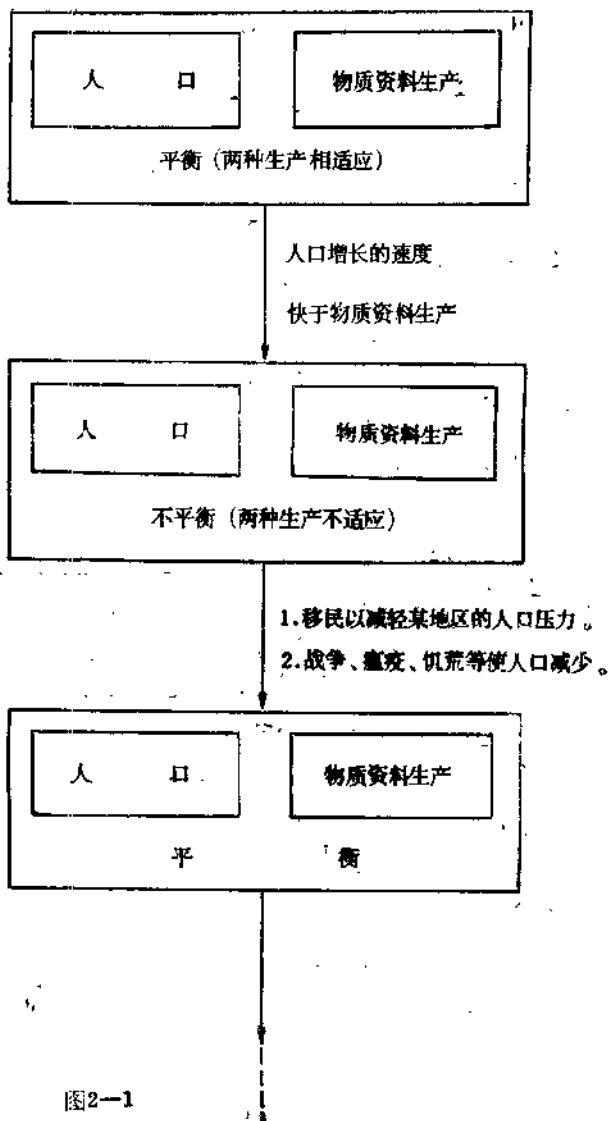 人 口
物质资料生产
平衡（两种生产相适应）
人口增长的速度
快于物质资料生产
人 口
物质资料生产
不平衡（两种生产不适应）
1.移民以减轻某地区的人口压力。
2.战争、瘟疫、饥荒等使人口减少。
人 口
物质资料生产
平 衡
图2—1